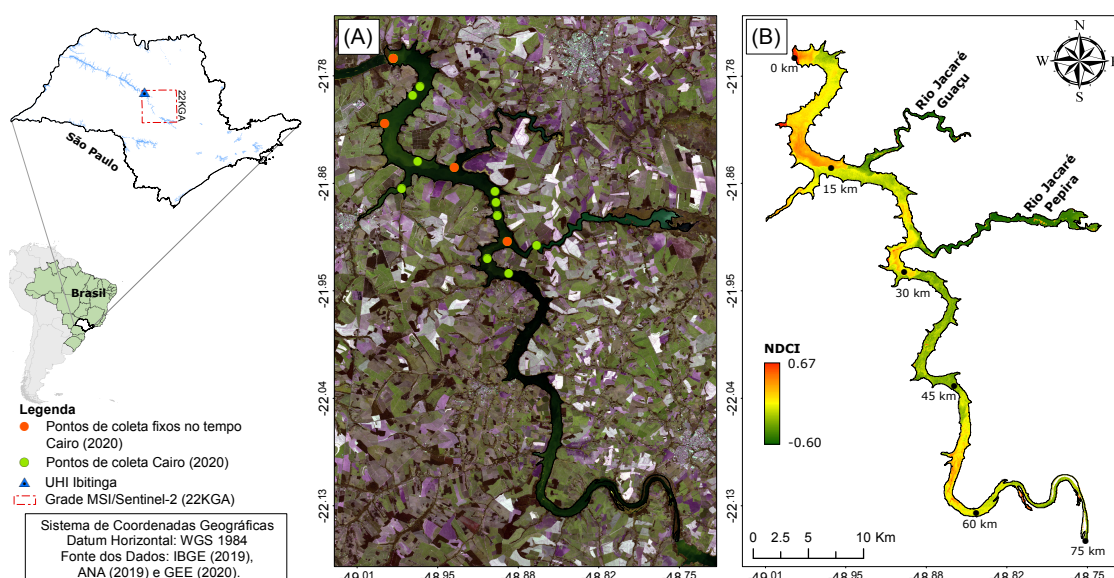 22KGA
São Paulo
Brasil
Legenda
Pontos de coleta fixos no tempo
Cairo (2020)
Pontos de coleta Cairo (2020)
UHI Ibitinga
Grade MSI/Sentinel-2 (22KGA)
Sistema de Coordenadas Geográficas
Datum Horizontal: WGS 1984
Fonte dos Dados: IBGE (2019),
ANA (2019) e GEE (2020).
(A)
-21.78
-21.86
-21.95
-22.04
-22.13
-49.01
-48.95
-48.88
-48.82
-48.75
(B)
N
W
E
S
0 km
Rio Jacaré
Guaçu
15 km
Rio Jacaré
Pepira
30 km
NDCI
0.67
-0.60
45 km
60 km
75 km
0
2.5
5
10 Km
-21.78
-21.86
-21.95
-22.04
-22.13
-49.01
-48.95
-48.88
-48.82
-48.75